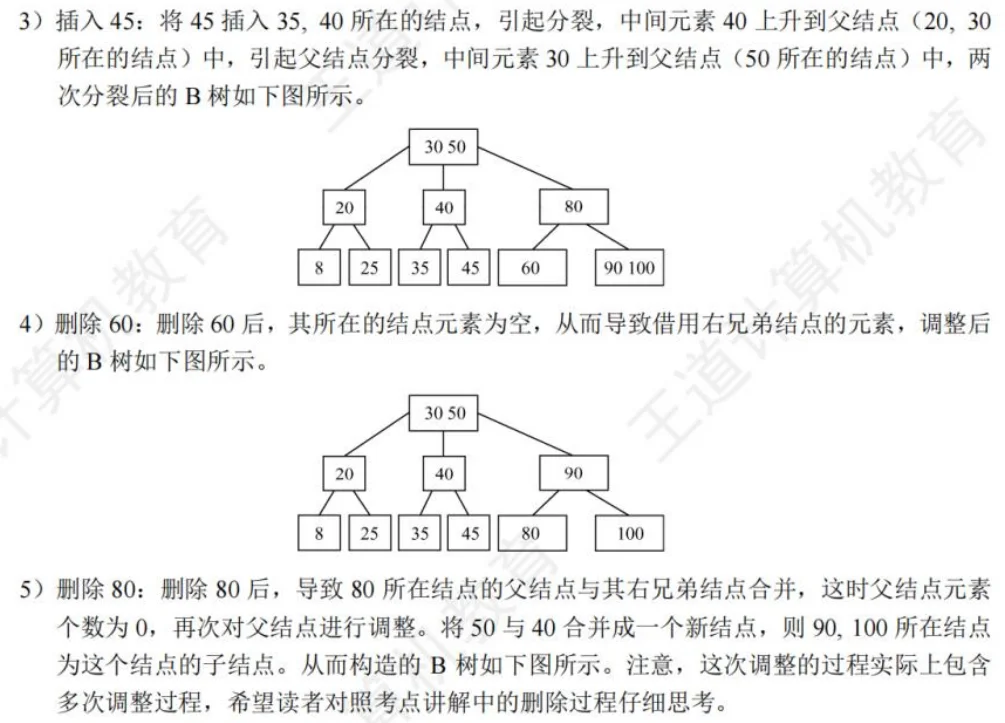 3）插入 45：将 45 插入 35, 40 所在的结点，引起分裂，中间元素 40 上升到父结点（20, 30
所在的结点）中，引起父结点分裂，中间元素 30 上升到父结点（50 所在的结点）中，两
次分裂后的 B 树如下图所示。
30 50
20 40 80
8 25 35 45 60 90 100
4）删除 60：删除 60 后，其所在的结点元素为空，从而导致借用右兄弟结点的元素，调整后
的 B 树如下图所示。
30 50
20 40 90
8 25 35 45 80 100
5）删除 80：删除 80 后，导致 80 所在结点的父结点与其右兄弟结点合并，这时父结点元素
个数为 0，再次对父结点进行调整。将 50 与 40 合并成一个新结点，则 90, 100 所在结点
为这个结点的子结点。从而构造的 B 树如下图所示。注意，这次调整的过程实际上包含
多次调整过程，希望读者对照考点讲解中的删除过程仔细思考。
王道计算机教育